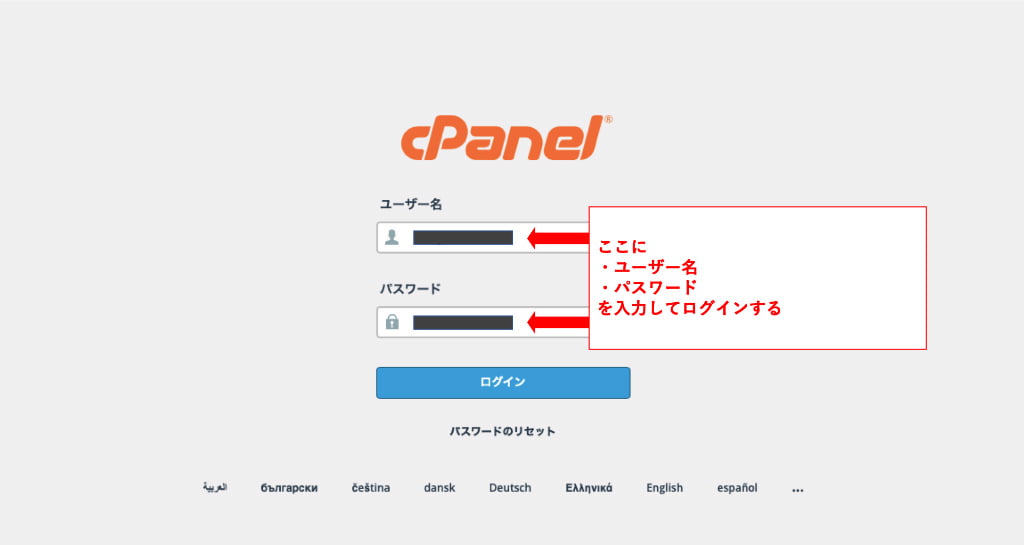 cPanel®
ユーザー名
パスワード
ここに
・ユーザー名
・パスワード
を入力してログインする
ログイン
パスワードのリセット
العربية български čeština dansk Deutsch Ελληνικά English español ...